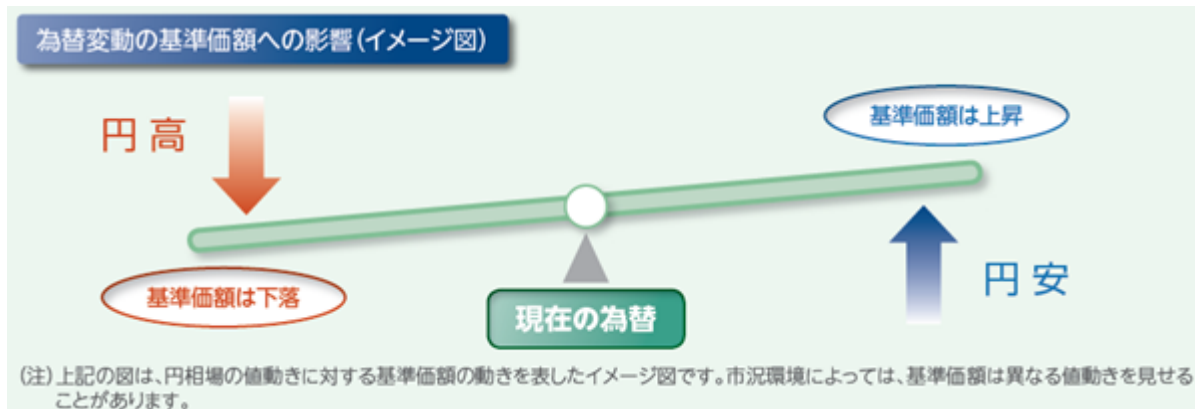 為替変動の基準価額への影響(イメージ図)
円高
基準価額は上昇
基準価額は下落
円安
現在の為替
(注)上記の図は、円相場の値動きに対する基準価額の動きを表したイメージ図です。市況環境によっては、基準価額は異なる値動きを見せる
ことがあります。